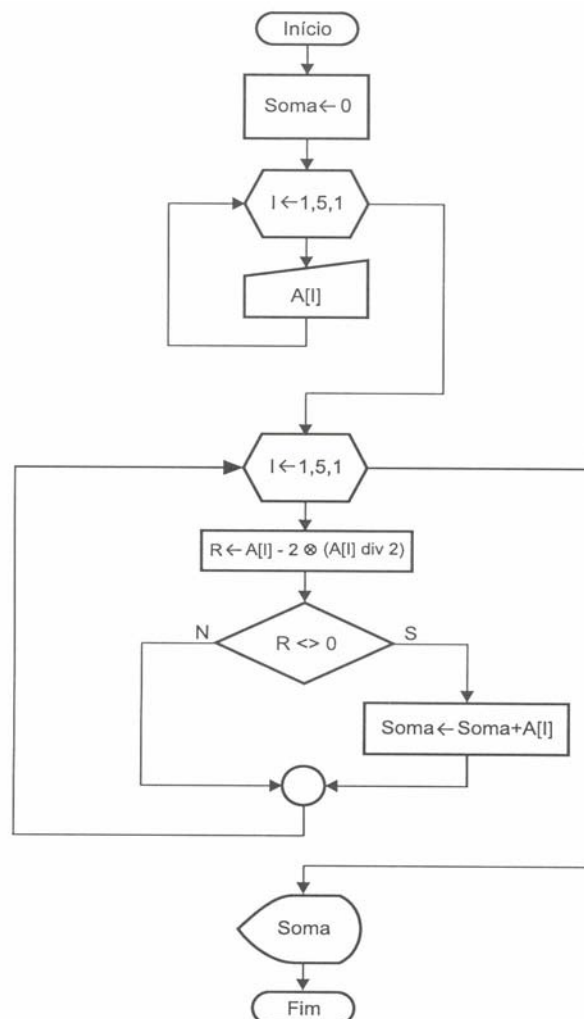 Início
Soma ← 0
I ← 1,5,1
A[I]
I ← 1,5,1
R ← A[I] - 2 ⊗ (A[I] div 2)
N
R <> 0
S
Soma ← Soma+A[I]
Soma
Fim